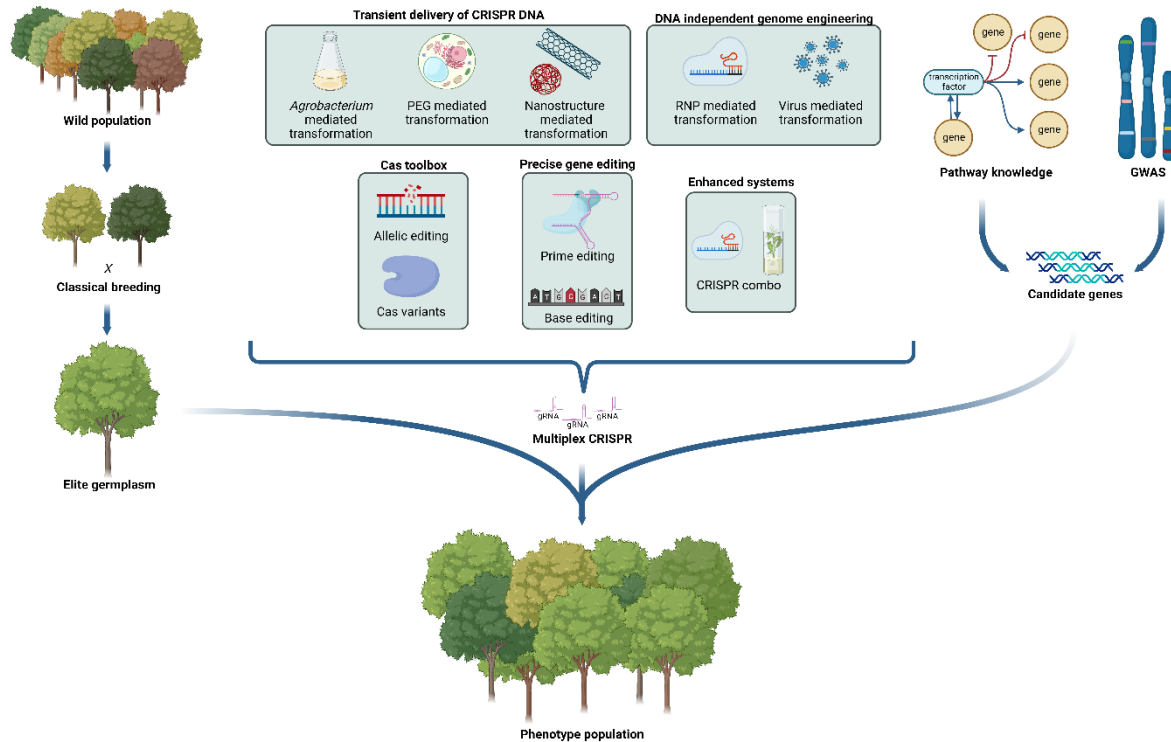 Transient delivery of CRISPR DNA
DNA independent genome engineering
Agrobacterium
mediated
transformation
PEG mediated
transformation
Nanostructure
mediated
transformation
RNP mediated
transformation
Virus mediated
transformation
gene
gene
transcription
factor
gene
gene
gene
Wild population
Pathway knowledge
GWAS
Cas toolbox
Allelic editing
Cas variants
Precise gene editing
Prime editing
A T G C G A C T
Base editing
Enhanced systems
CRISPR combo
X
Classical breeding
Candidate genes
Elite germplasm
gRNA
gRNA
gRNA
Multiplex CRISPR
Phenotype population